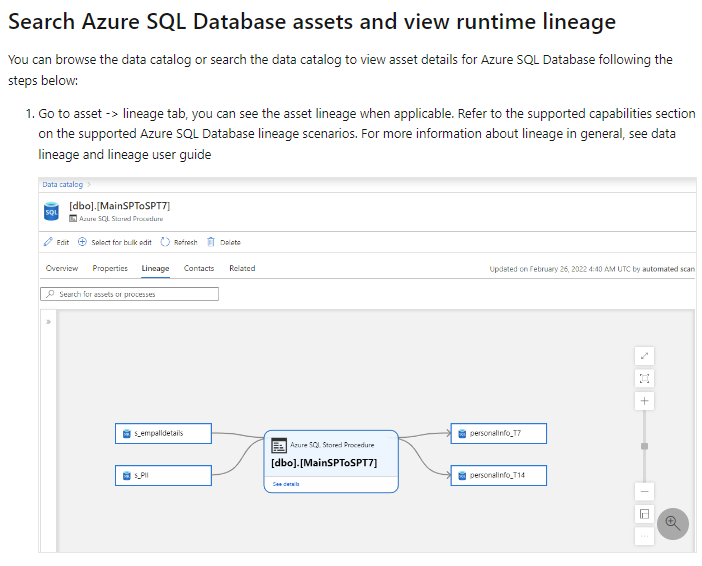 Search Azure SQL Database assets and view runtime lineage
You can browse the data catalog or search the data catalog to view asset details for Azure SQL Database following the
steps below:
1. Go to asset -> lineage tab, you can see the asset lineage when applicable. Refer to the supported capabilities section
on the supported Azure SQL Database lineage scenarios. For more information about lineage in general, see data
lineage and lineage user guide
Data catalog >
SQL
[dbo].[MainSPToSPT7]
Azure SQL Stored Procedure
Edit Select for bulk edit Refresh Delete
Overview Properties Lineage Contacts Related Updated on February 26, 2022 4:40 AM UTC by automated scan
Search for assets or processes
»
s_empalldetails
personalInfo_T7
Azure SQL Stored Procedure
[dbo].[MainSPToSPT7]
See details
s_PII
personalInfo_T14